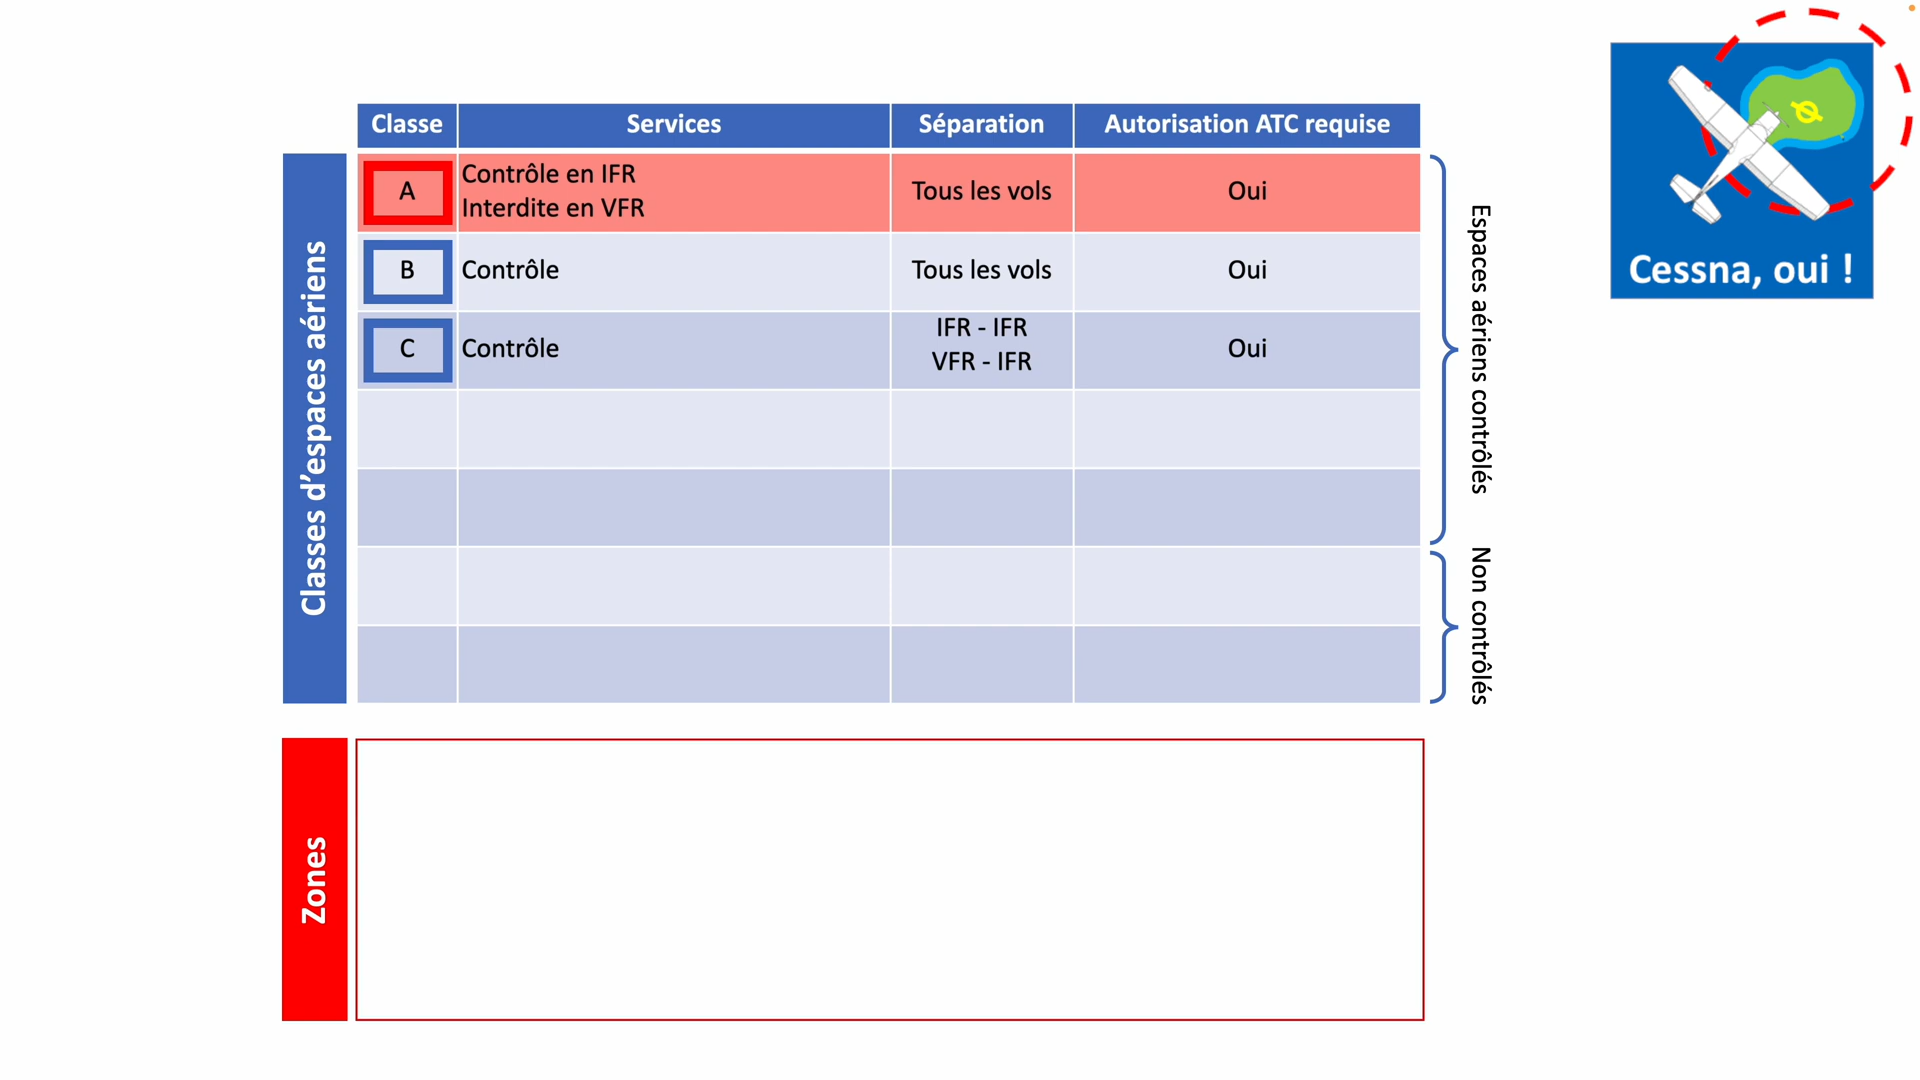 Classe Services Séparation Autorisation ATC requise
A Contrôle en IFR Tous les vols Oui
Interdite en VFR
B Contrôle Tous les vols Oui
C Contrôle IFR - IFR Oui
VFR - IFR
Classes d’espaces aériens
Espaces aériens contrôlés
Non contrôlés
Zones
Cessna, oui !